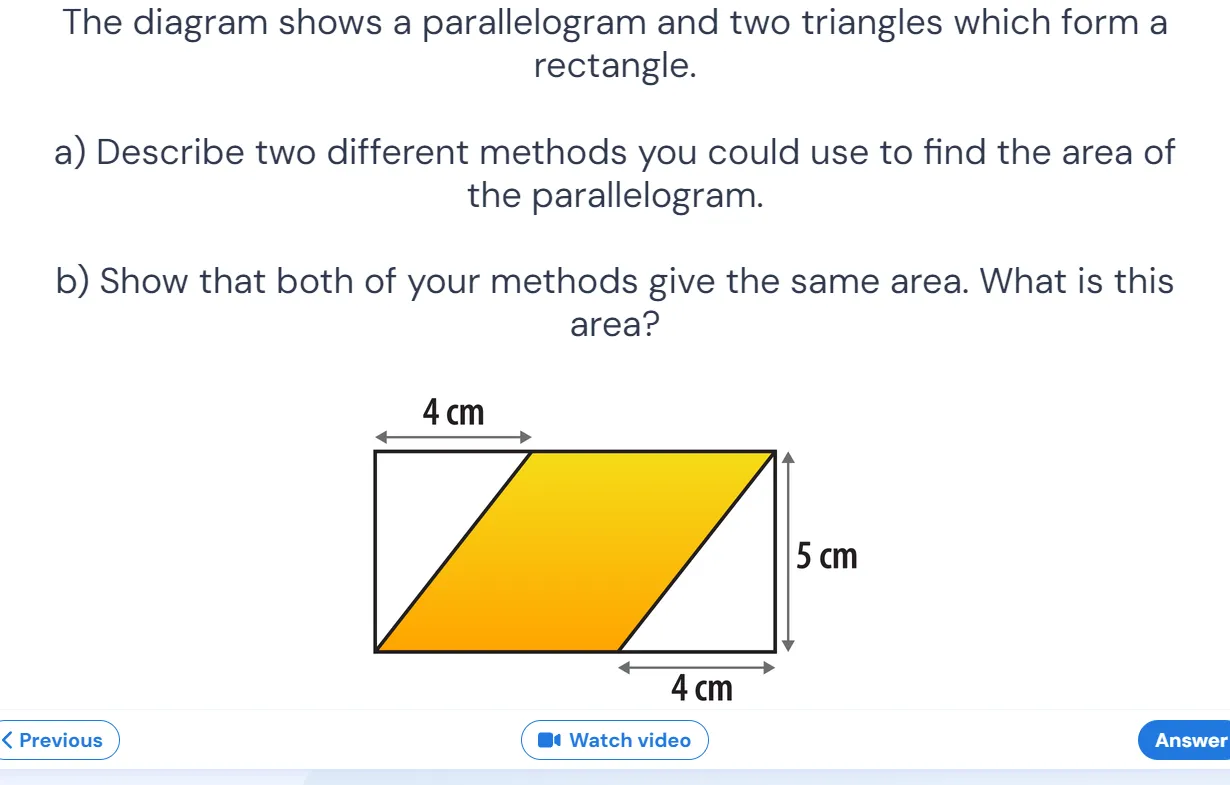 The diagram shows a parallelogram and two triangles which form a
rectangle.
a) Describe two different methods you could use to find the area of
the parallelogram.
b) Show that both of your methods give the same area. What is this
area?
4 cm
5 cm
4 cm
Previous
Watch video
Answer